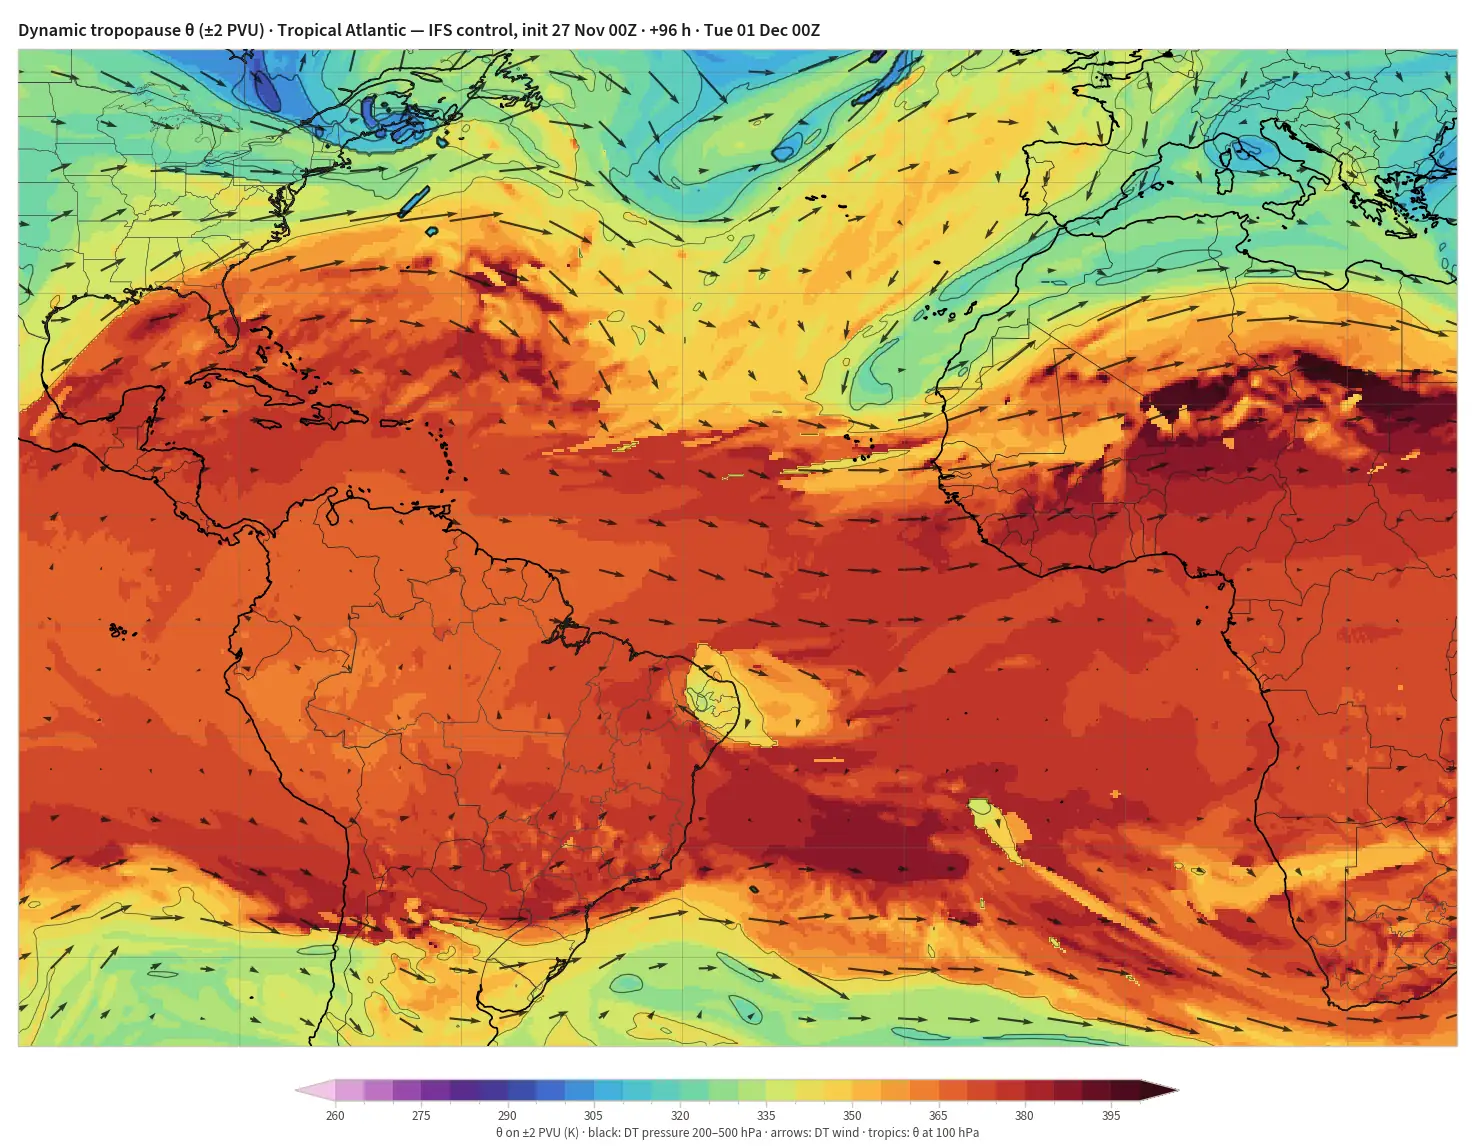 Dynamic tropopause θ (±2 PVU) · Tropical Atlantic — IFS control, init 27 Nov 00Z · +96 h · Tue 01 Dec 00Z
260 275 290 305 320 335 350 365 380 395
θ on ±2 PVU (K) · black: DT pressure 200–500 hPa · arrows: DT wind · tropics: θ at 100 hPa